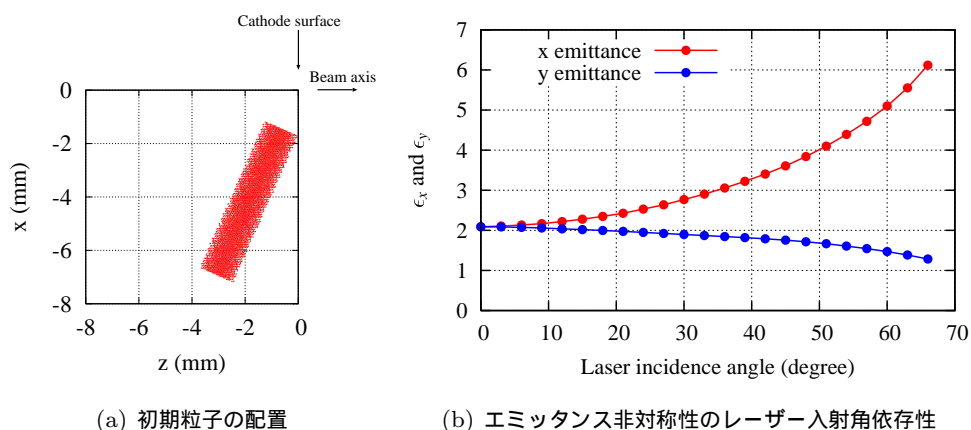 Cathode surface
Beam axis
0
-2
-4
-6
-8
x (mm)
-8 -6 -4 -2 0
z (mm)
(a) 初期粒子の配置
x emittance
y emittance
7
6
5
4
3
2
1
0
ϵx and ϵy
0 10 20 30 40 50 60 70
Laser incidence angle (degree)
(b) エミッタンス非対称性のレーザー入射角依存性